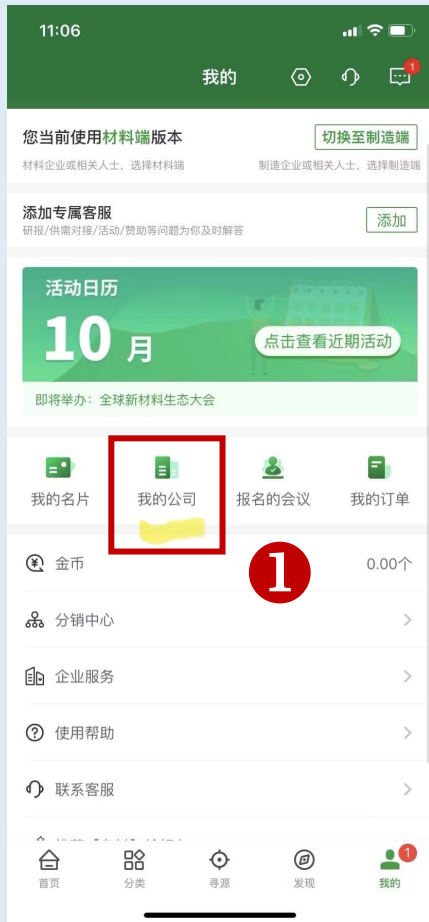 11:06
我的
1
您当前使用材料端版本
切换至制造端
材料企业或相关人士，选择材料端
制造企业或相关人士，选择制造端
添加专属客服
研报/供需对接/活动/赞助等问题为你及时解答
添加
活动日历
10 月
点击查看近期活动
即将举办：全球新材料生态大会
我的名片
我的公司
报名的会议
我的订单
1
金币
0.00个
分销中心
企业服务
使用帮助
联系客服
首页
分类
寻源
发现
我的
1